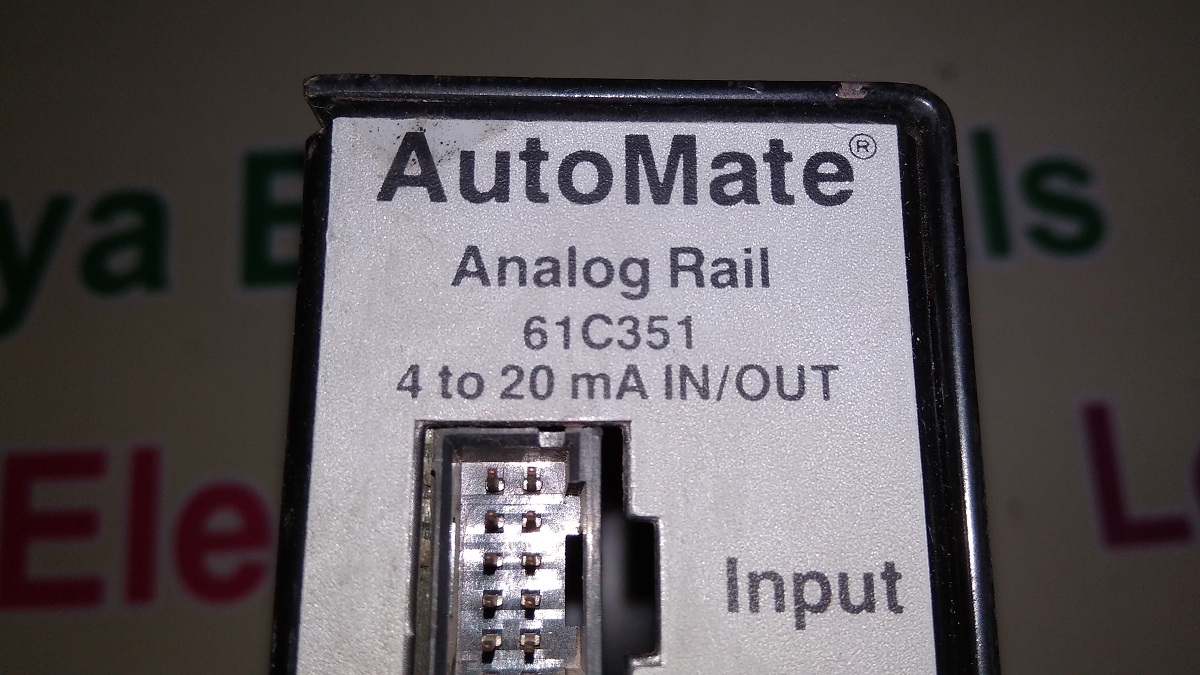 AutoMate®
Analog Rail
61C351
4 to 20 mA IN/OUT
Input